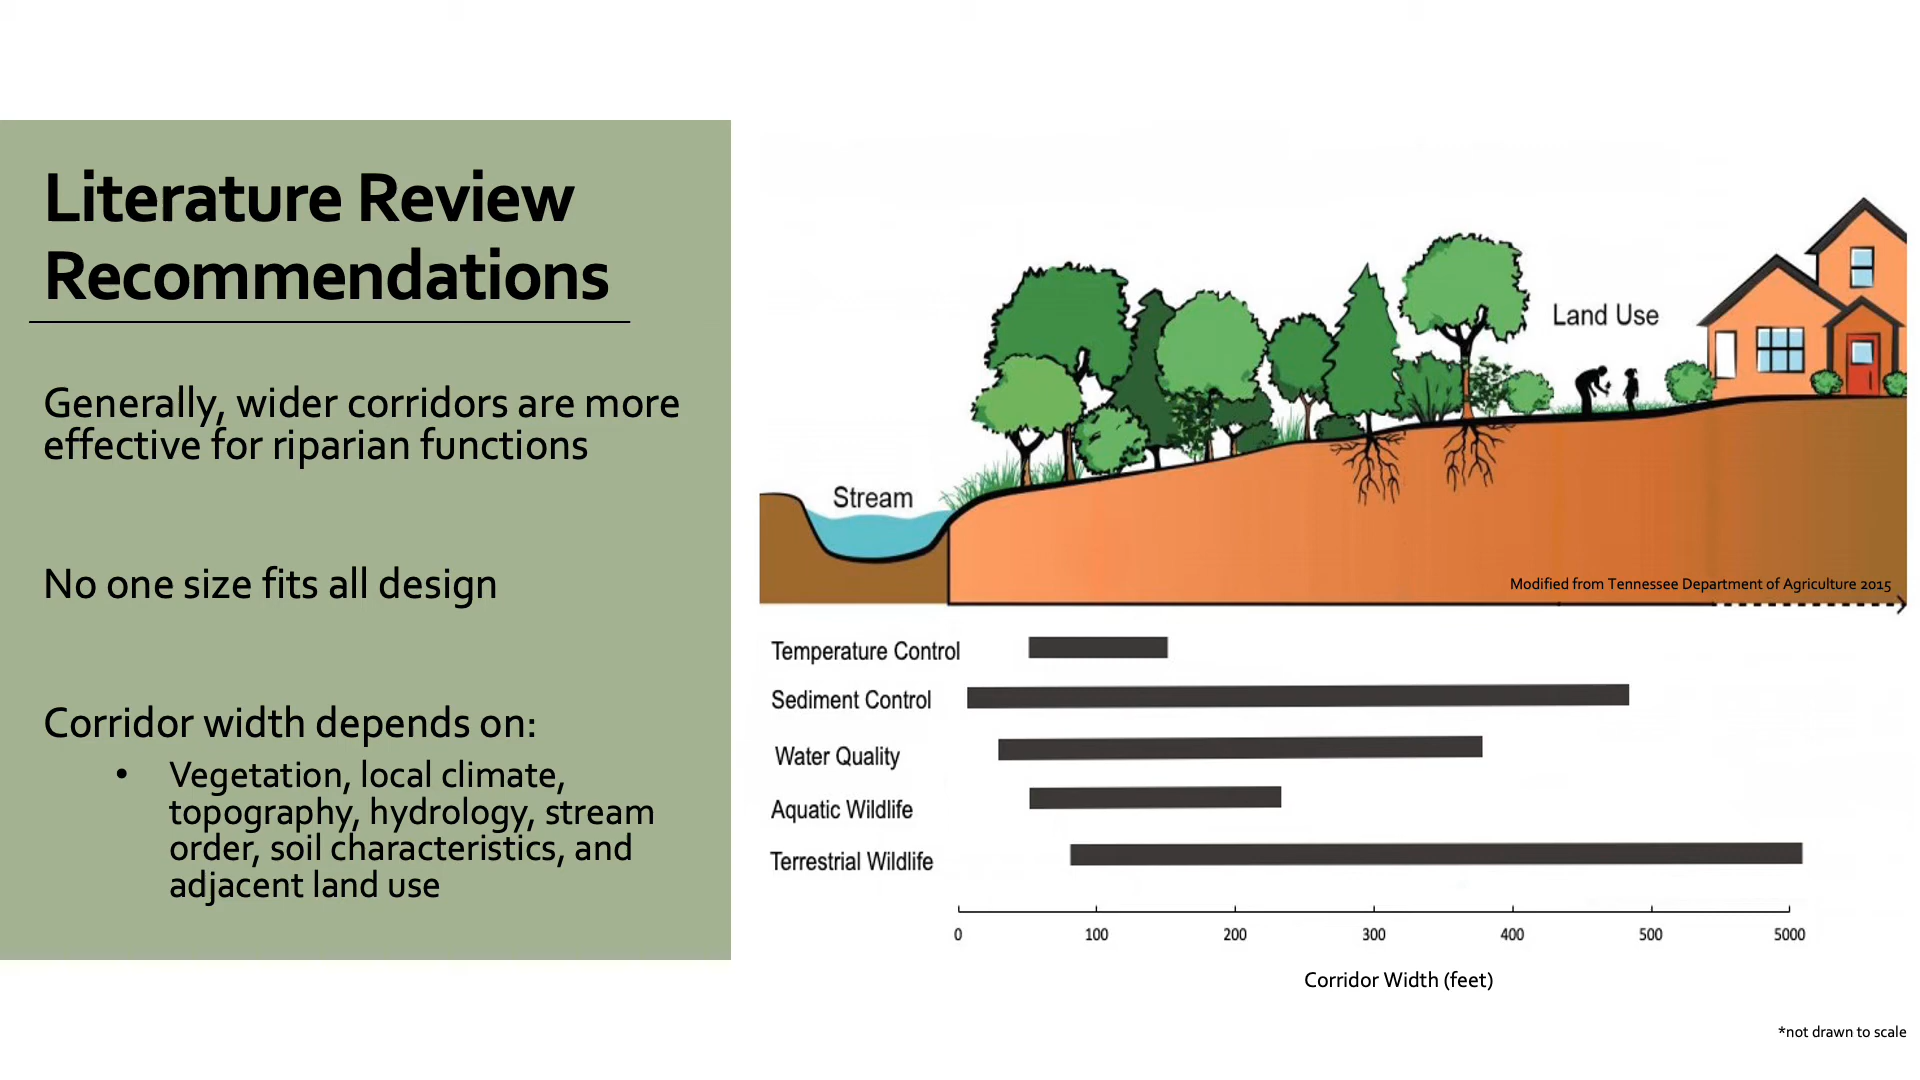 Literature Review
Recommendations
Generally, wider corridors are more
effective for riparian functions
No one size fits all design
Corridor width depends on:
• Vegetation, local climate,
topography, hydrology, stream
order, soil characteristics, and
adjacent land use
Land Use
Stream
Modified from Tennessee Department of Agriculture 2015
Temperature Control
Sediment Control
Water Quality
Aquatic Wildlife
Terrestrial Wildlife
0 100 200 300 400 500 5000
Corridor Width (feet)
*not drawn to scale